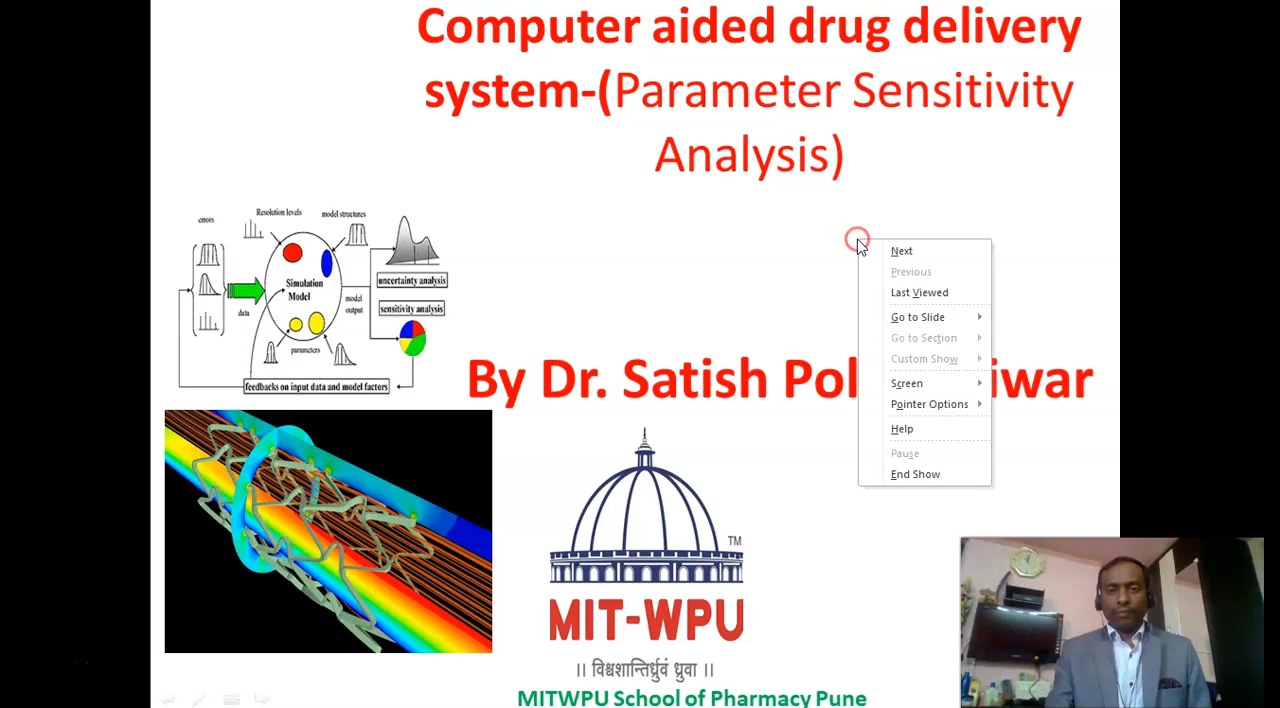 Computer aided drug delivery
system-(Parameter Sensitivity
Analysis)
errors
Resolution levels
model structures
Simulation
Model
data
model
output
parameters
uncertainty analysis
sensitivity analysis
feedbacks on input data and model factors
Next
Previous
Last Viewed
Go to Slide
Go to Section
Custom Show
Screen
Pointer Options
Help
Pause
End Show
By Dr. Satish Pol iwar
TM
MIT-WPU
।। विश्वशान्तिर्ध्रुवं ध्रुवा ।।
MITWPU School of Pharmacy Pune